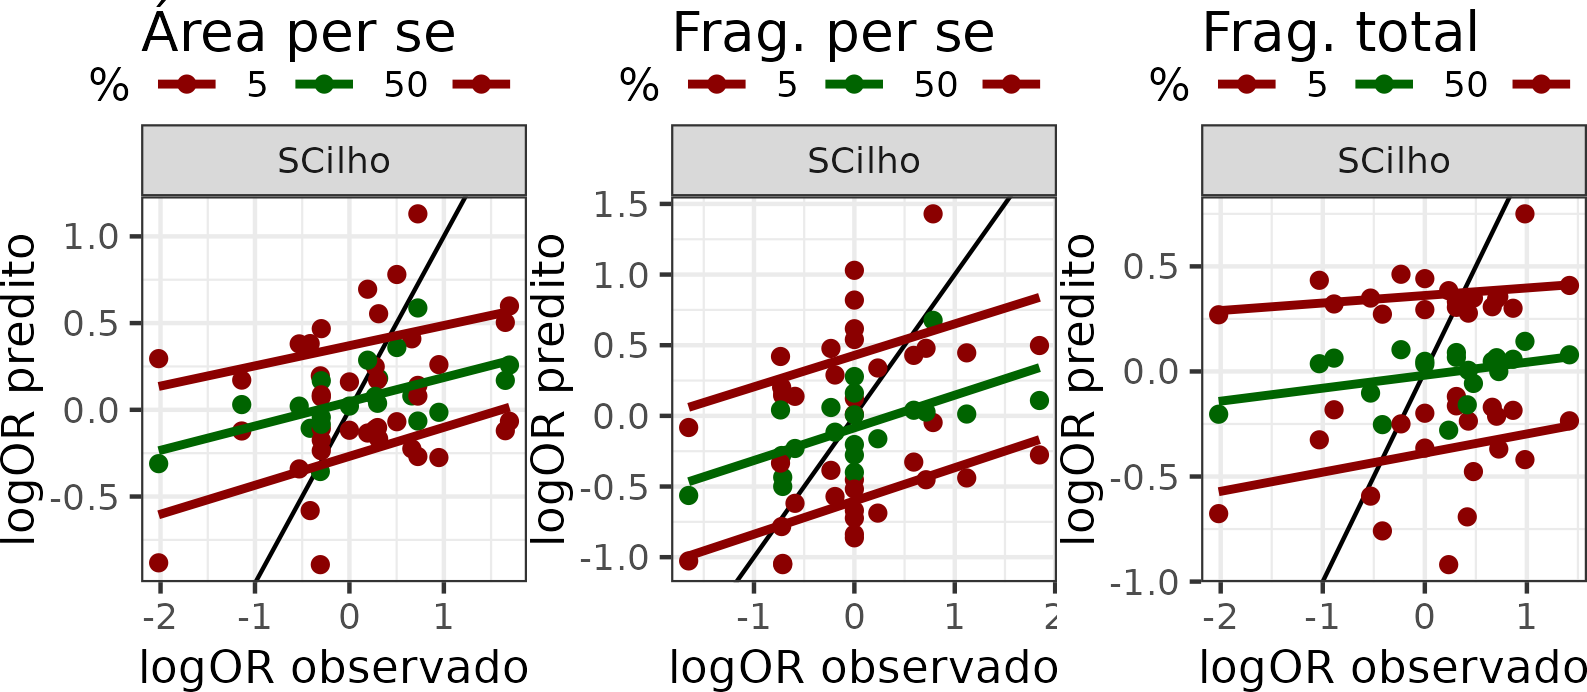 Área per se
% 5 50
SCilho
1.0
0.5
0.0
-0.5
-2 -1 0 1
logOR observado
logOR predito
Frag. per se
% 5 50
SCilho
1.5
1.0
0.5
0.0
-0.5
-1.0
-1 0 1 2
logOR observado
logOR predito
Frag. total
% 5 50
SCilho
0.5
0.0
-0.5
-1.0
-2 -1 0 1
logOR observado
logOR predito